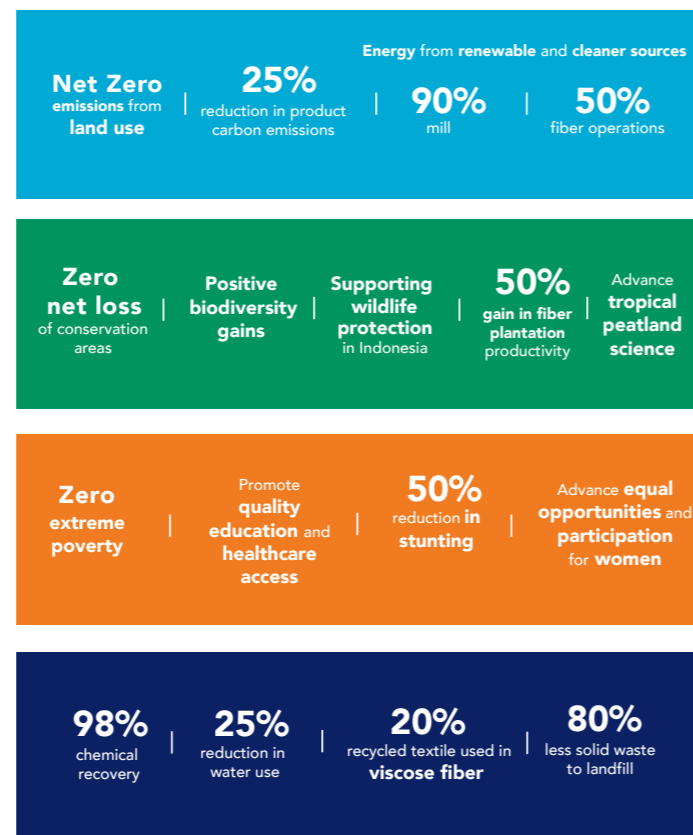 Net Zero
emissions from
land use
25%
reduction in product
carbon emissions
Energy from renewable and cleaner sources
90%
mill
50%
fiber operations
Zero
net loss
of conservation
areas
Positive
biodiversity
gains
Supporting
wildlife
protection
in Indonesia
50%
gain in fiber
plantation
productivity
Advance
tropical
peatland
science
Zero
extreme
poverty
Promote
quality
education and
healthcare
access
50%
reduction in
stunting
Advance equal
opportunities and
participation
for women
98%
chemical
recovery
25%
reduction in
water use
20%
recycled textile used in
viscose fiber
80%
less solid waste
to landfill